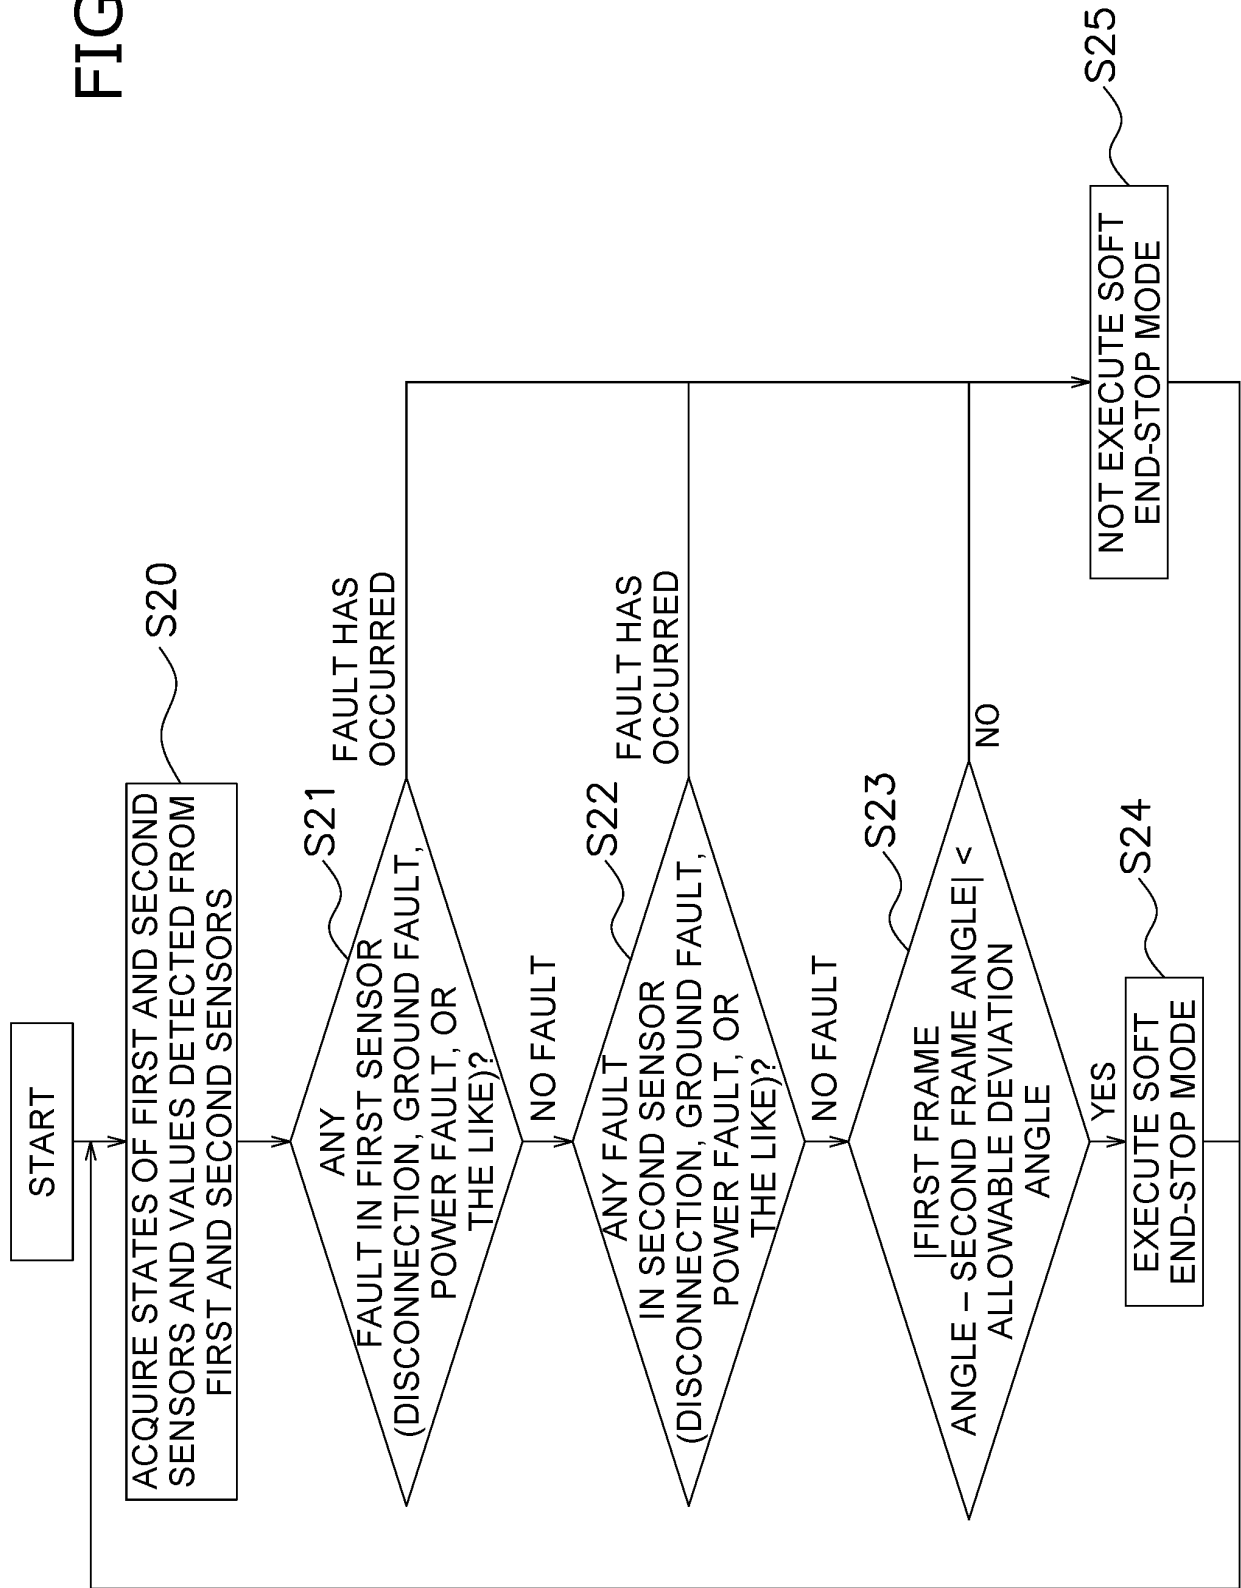 FIG
START
ACQUIRE STATES OF FIRST AND SECOND
SENSORS AND VALUES DETECTED FROM
FIRST AND SECOND SENSORS
S20
ANY
FAULT IN FIRST SENSOR
(DISCONNECTION, GROUND FAULT,
POWER FAULT, OR
THE LIKE)?
S21
FAULT HAS
OCCURRED
NO FAULT
ANY FAULT
IN SECOND SENSOR
(DISCONNECTION, GROUND FAULT,
POWER FAULT, OR
THE LIKE)?
S22
FAULT HAS
OCCURRED
NO FAULT
|FIRST FRAME
ANGLE – SECOND FRAME ANGLE| <
ALLOWABLE DEVIATION
ANGLE
S23
NO
YES
EXECUTE SOFT
END-STOP MODE
S24
NOT EXECUTE SOFT
END-STOP MODE
S25